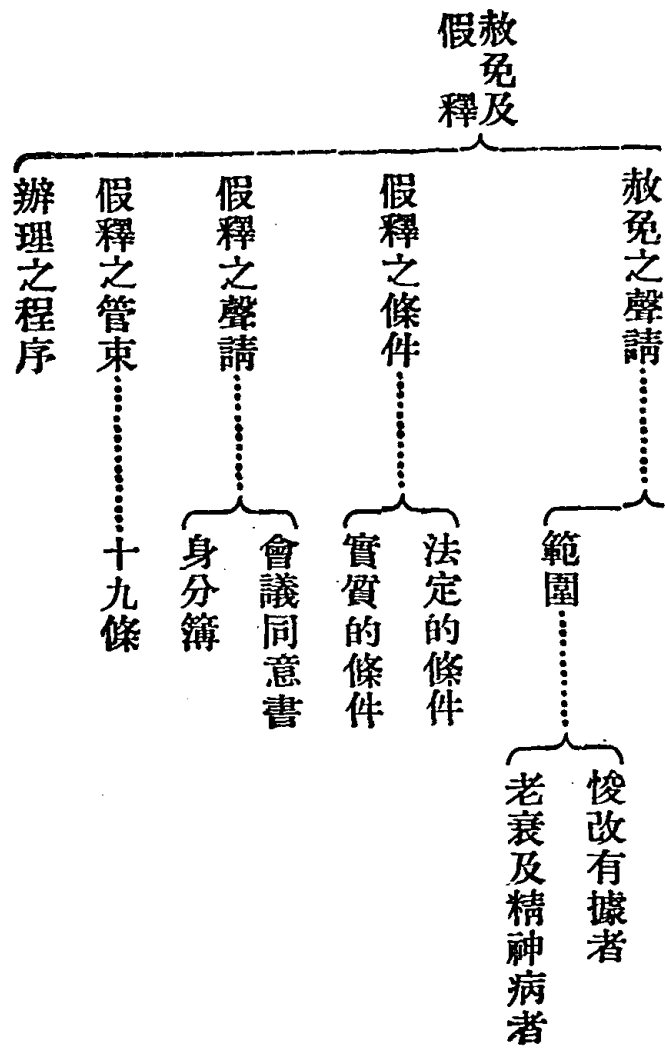 赦免及
假釋
赦免之聲請
範圍
悛改有據者
老衰及精神病者
假釋之條件
法定的條件
實質的條件
假釋之聲請
會議同意書
身分簿
假釋之管束
十九條
辦理之程序